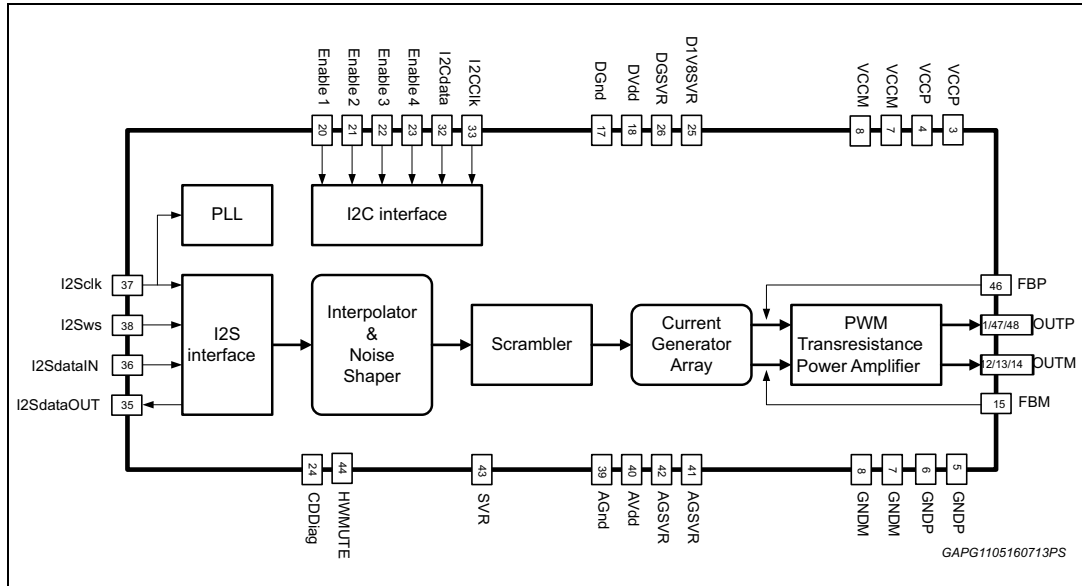 Enable 1
Enable 2
Enable 3
Enable 4
I2Cdata
I2CClk
DGnd
DVdd
DGSVR
D1V8SVR
VCCM
VCCM
VCCP
VCCP
20
21
22
23
32
33
17
18
26
25
8
7
4
3
PLL
I2C interface
I2Sclk
37
I2Sws
38
I2SdataIN
36
I2SdataOUT
35
I2S
interface
Interpolator
&
Noise
Shaper
Scrambler
Current
Generator
Array
PWM
Transresistance
Power Amplifier
46
FBP
1/47/48
OUTP
12/13/14
OUTM
15
FBM
24
44
43
39
40
42
41
8
7
6
5
CDDiag
HWMUTE
SVR
AGnd
AVdd
AGSVR
AGSVR
GNDM
GNDM
GNDP
GNDP
GAPG1105160713PS